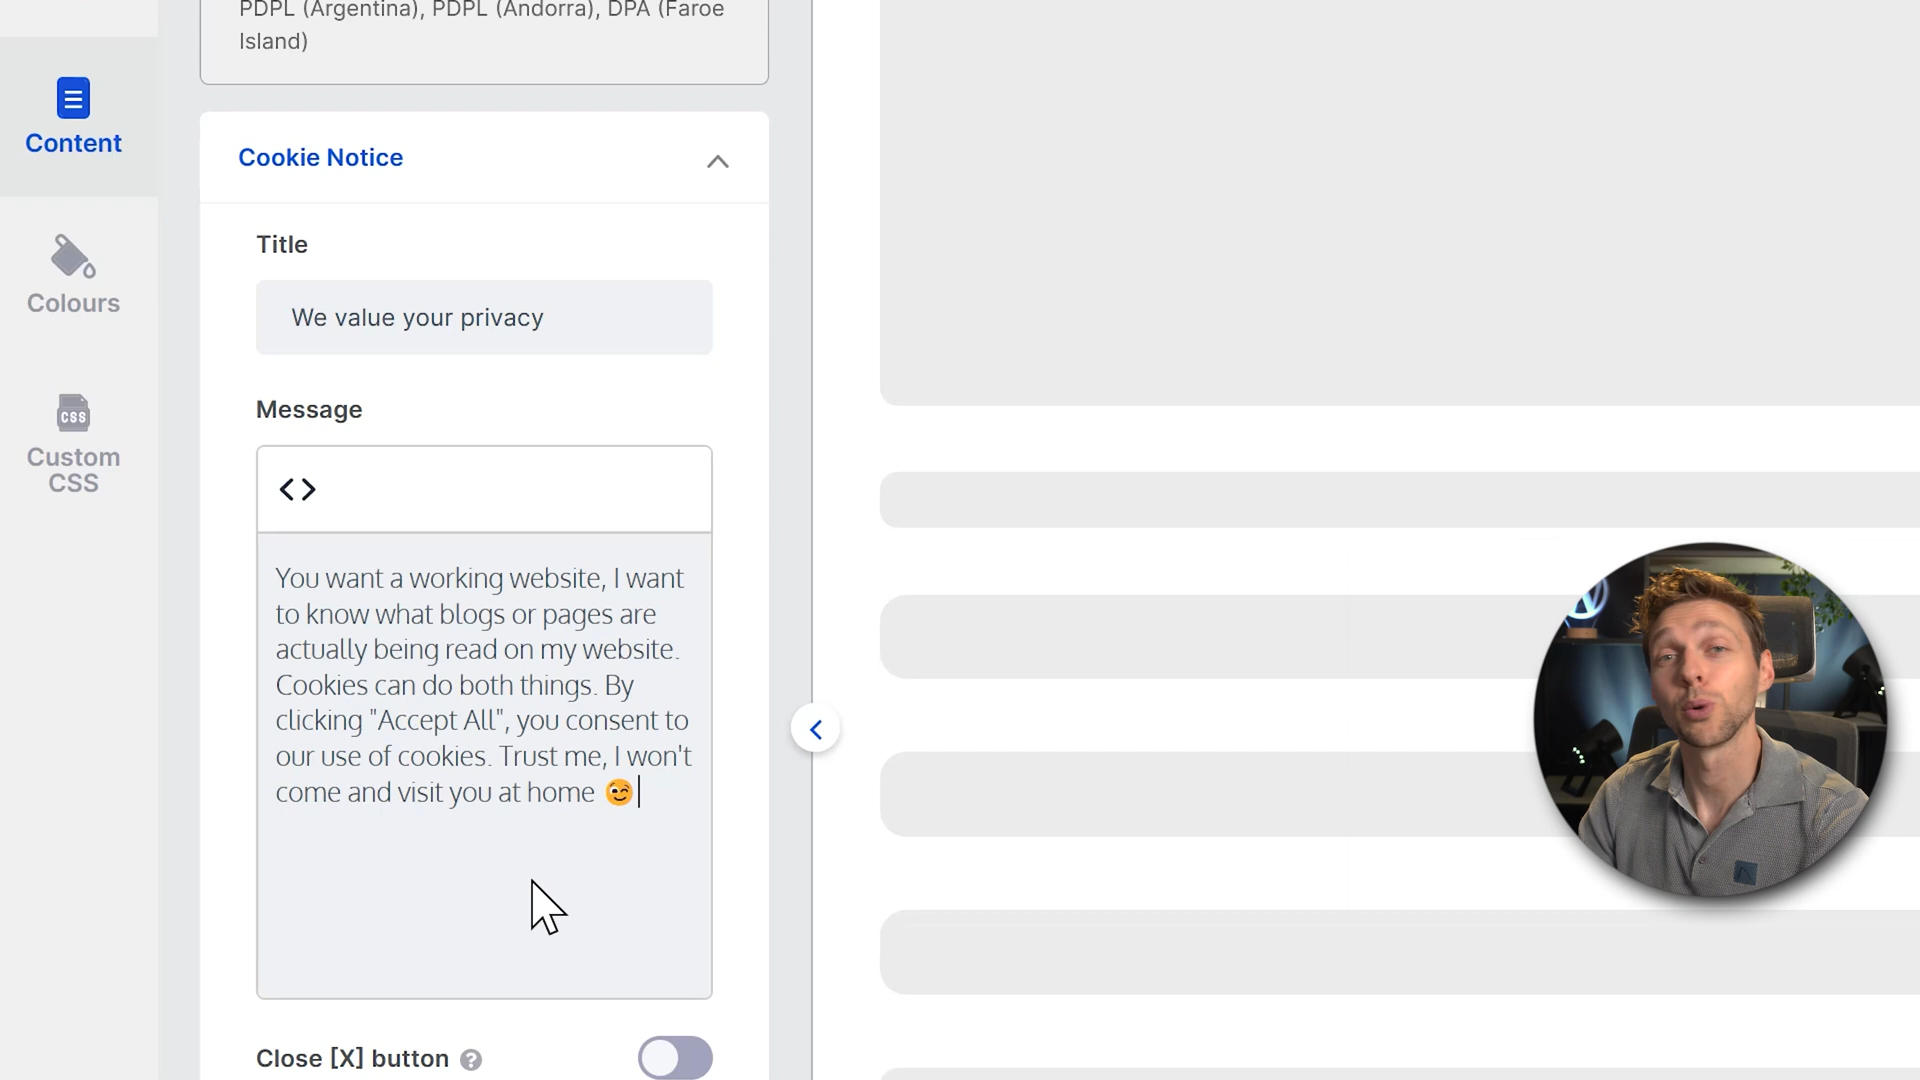 PDPL (Argentina), PDPL (Andorra), DPA (Faroe
Island)
Content
Colours
CSS
Custom
CSS
Cookie Notice
Title
We value your privacy
Message
<>
You want a working website, I want
to know what blogs or pages are
actually being read on my website.
Cookies can do both things. By
clicking "Accept All", you consent to
our use of cookies. Trust me, I won't
come and visit you at home 😉
Close [X] button ?